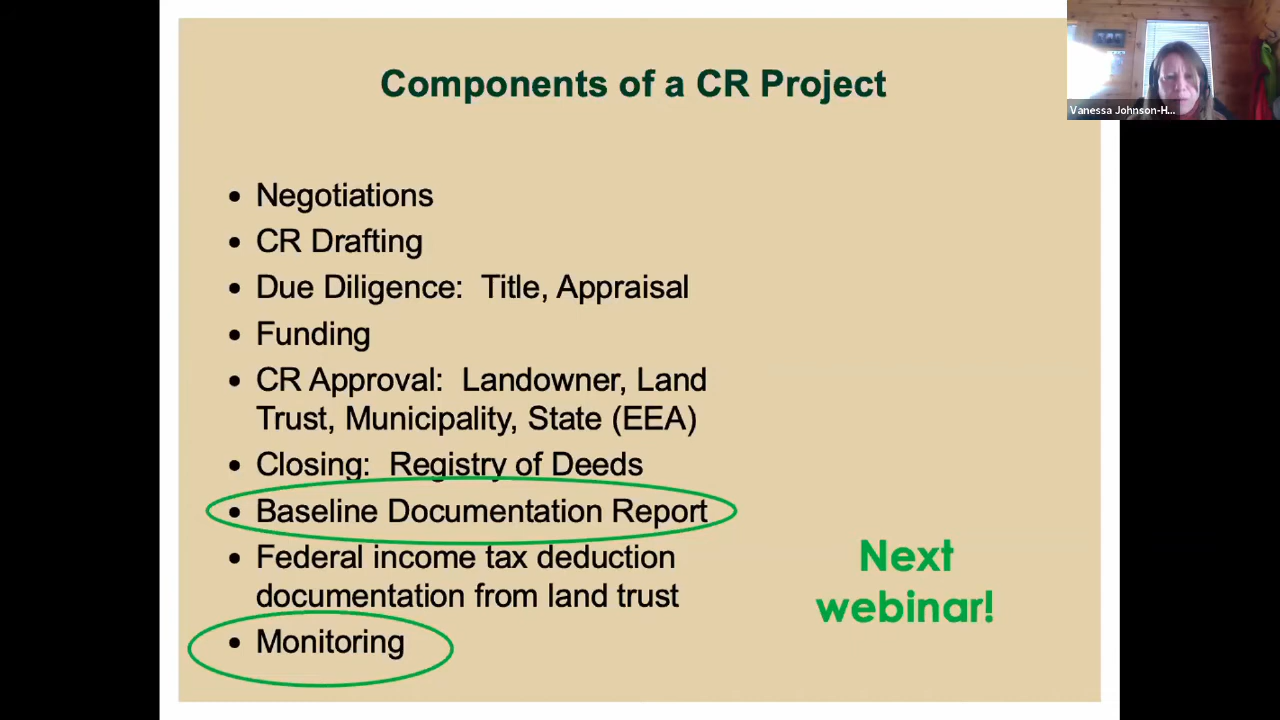 Components of a CR Project
Vanessa Johnson-H...
• Negotiations
• CR Drafting
• Due Diligence:  Title, Appraisal
• Funding
• CR Approval:  Landowner, Land
Trust, Municipality, State (EEA)
• Closing:  Registry of Deeds
• Baseline Documentation Report
• Federal income tax deduction
documentation from land trust
• Monitoring
Next
webinar!